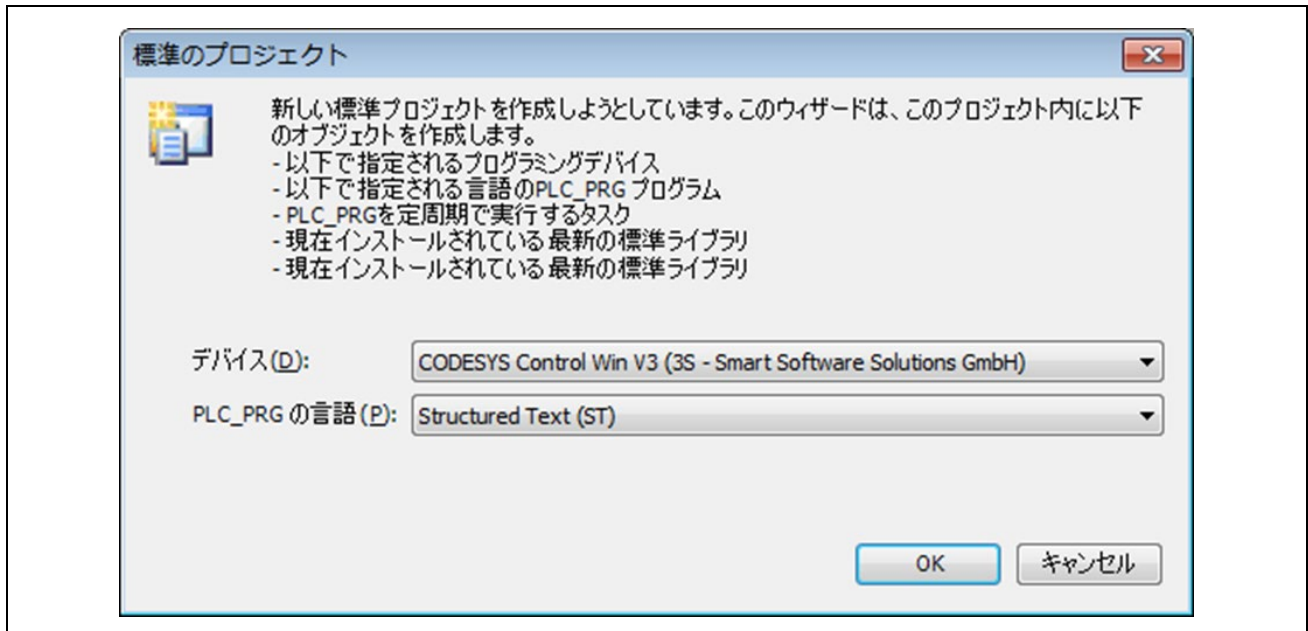 標準のプロジェクト
新しい標準プロジェクトを作成しようとしています。このウィザードは、このプロジェクト内に以下
のオブジェクトを作成します。
- 以下で指定されるプログラミングデバイス
- 以下で指定される言語のPLC_PRG プログラム
- PLC_PRGを定周期で実行するタスク
- 現在インストールされている最新の標準ライブラリ
- 現在インストールされている最新の標準ライブラリ
デバイス(D): CODESYS Control Win V3 (3S - Smart Software Solutions GmbH)
PLC_PRG の言語(P): Structured Text (ST)
OK キャンセル